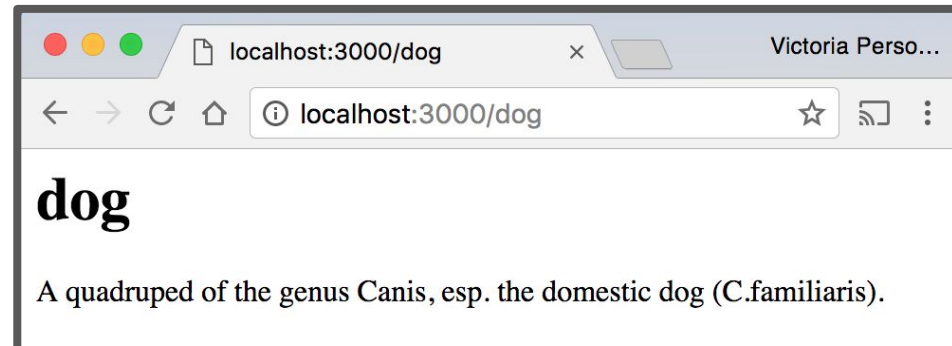 localhost:3000/dog
Victoria Perso...
localhost:3000/dog
dog
A quadruped of the genus Canis, esp. the domestic dog (C.familiaris).